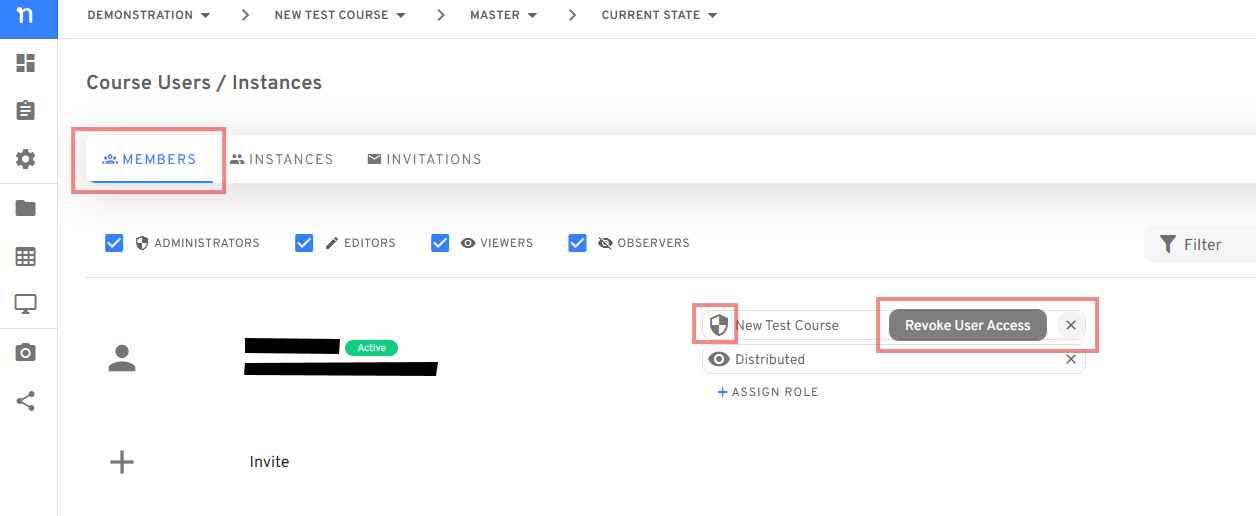 n
DEMONSTRATION NEW TEST COURSE MASTER CURRENT STATE
Course Users / Instances
MEMBERS INSTANCES INVITATIONS
ADMINISTRATORS EDITORS VIEWERS OBSERVERS Filter
New Test Course Revoke User Access
Active
Distributed
+ ASSIGN ROLE
Invite